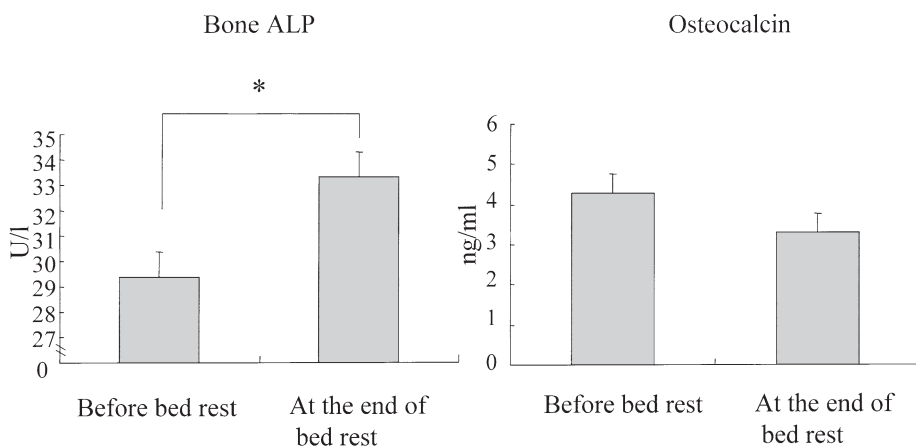 Bone ALP
*
35
34
33
32
31
30
29
28
27
0
U/l
Before bed rest
At the end of
bed rest
Osteocalcin
6
5
4
3
2
1
0
ng/ml
Before bed rest
At the end of
bed rest